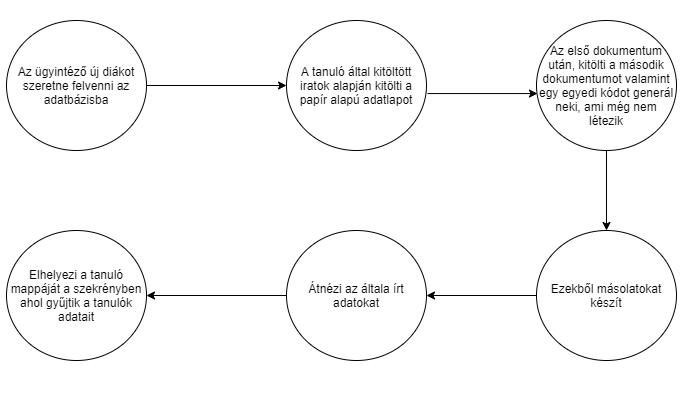 Az ügyintéző új diákot
szeretne felvenni az
adatbázisba
A tanuló által kitöltött
iratok alapján kitölti a
papír alapú adatlapot
Az első dokumentum
után, kitölti a második
dokumentumot valamint
egy egyedi kódot generál
neki, ami még nem
létezik
Ezekből másolatokat
készít
Átnézi az általa írt
adatokat
Elhelyezi a tanuló
mappáját a szekrényben
ahol gyűjtik a tanulók
adatait